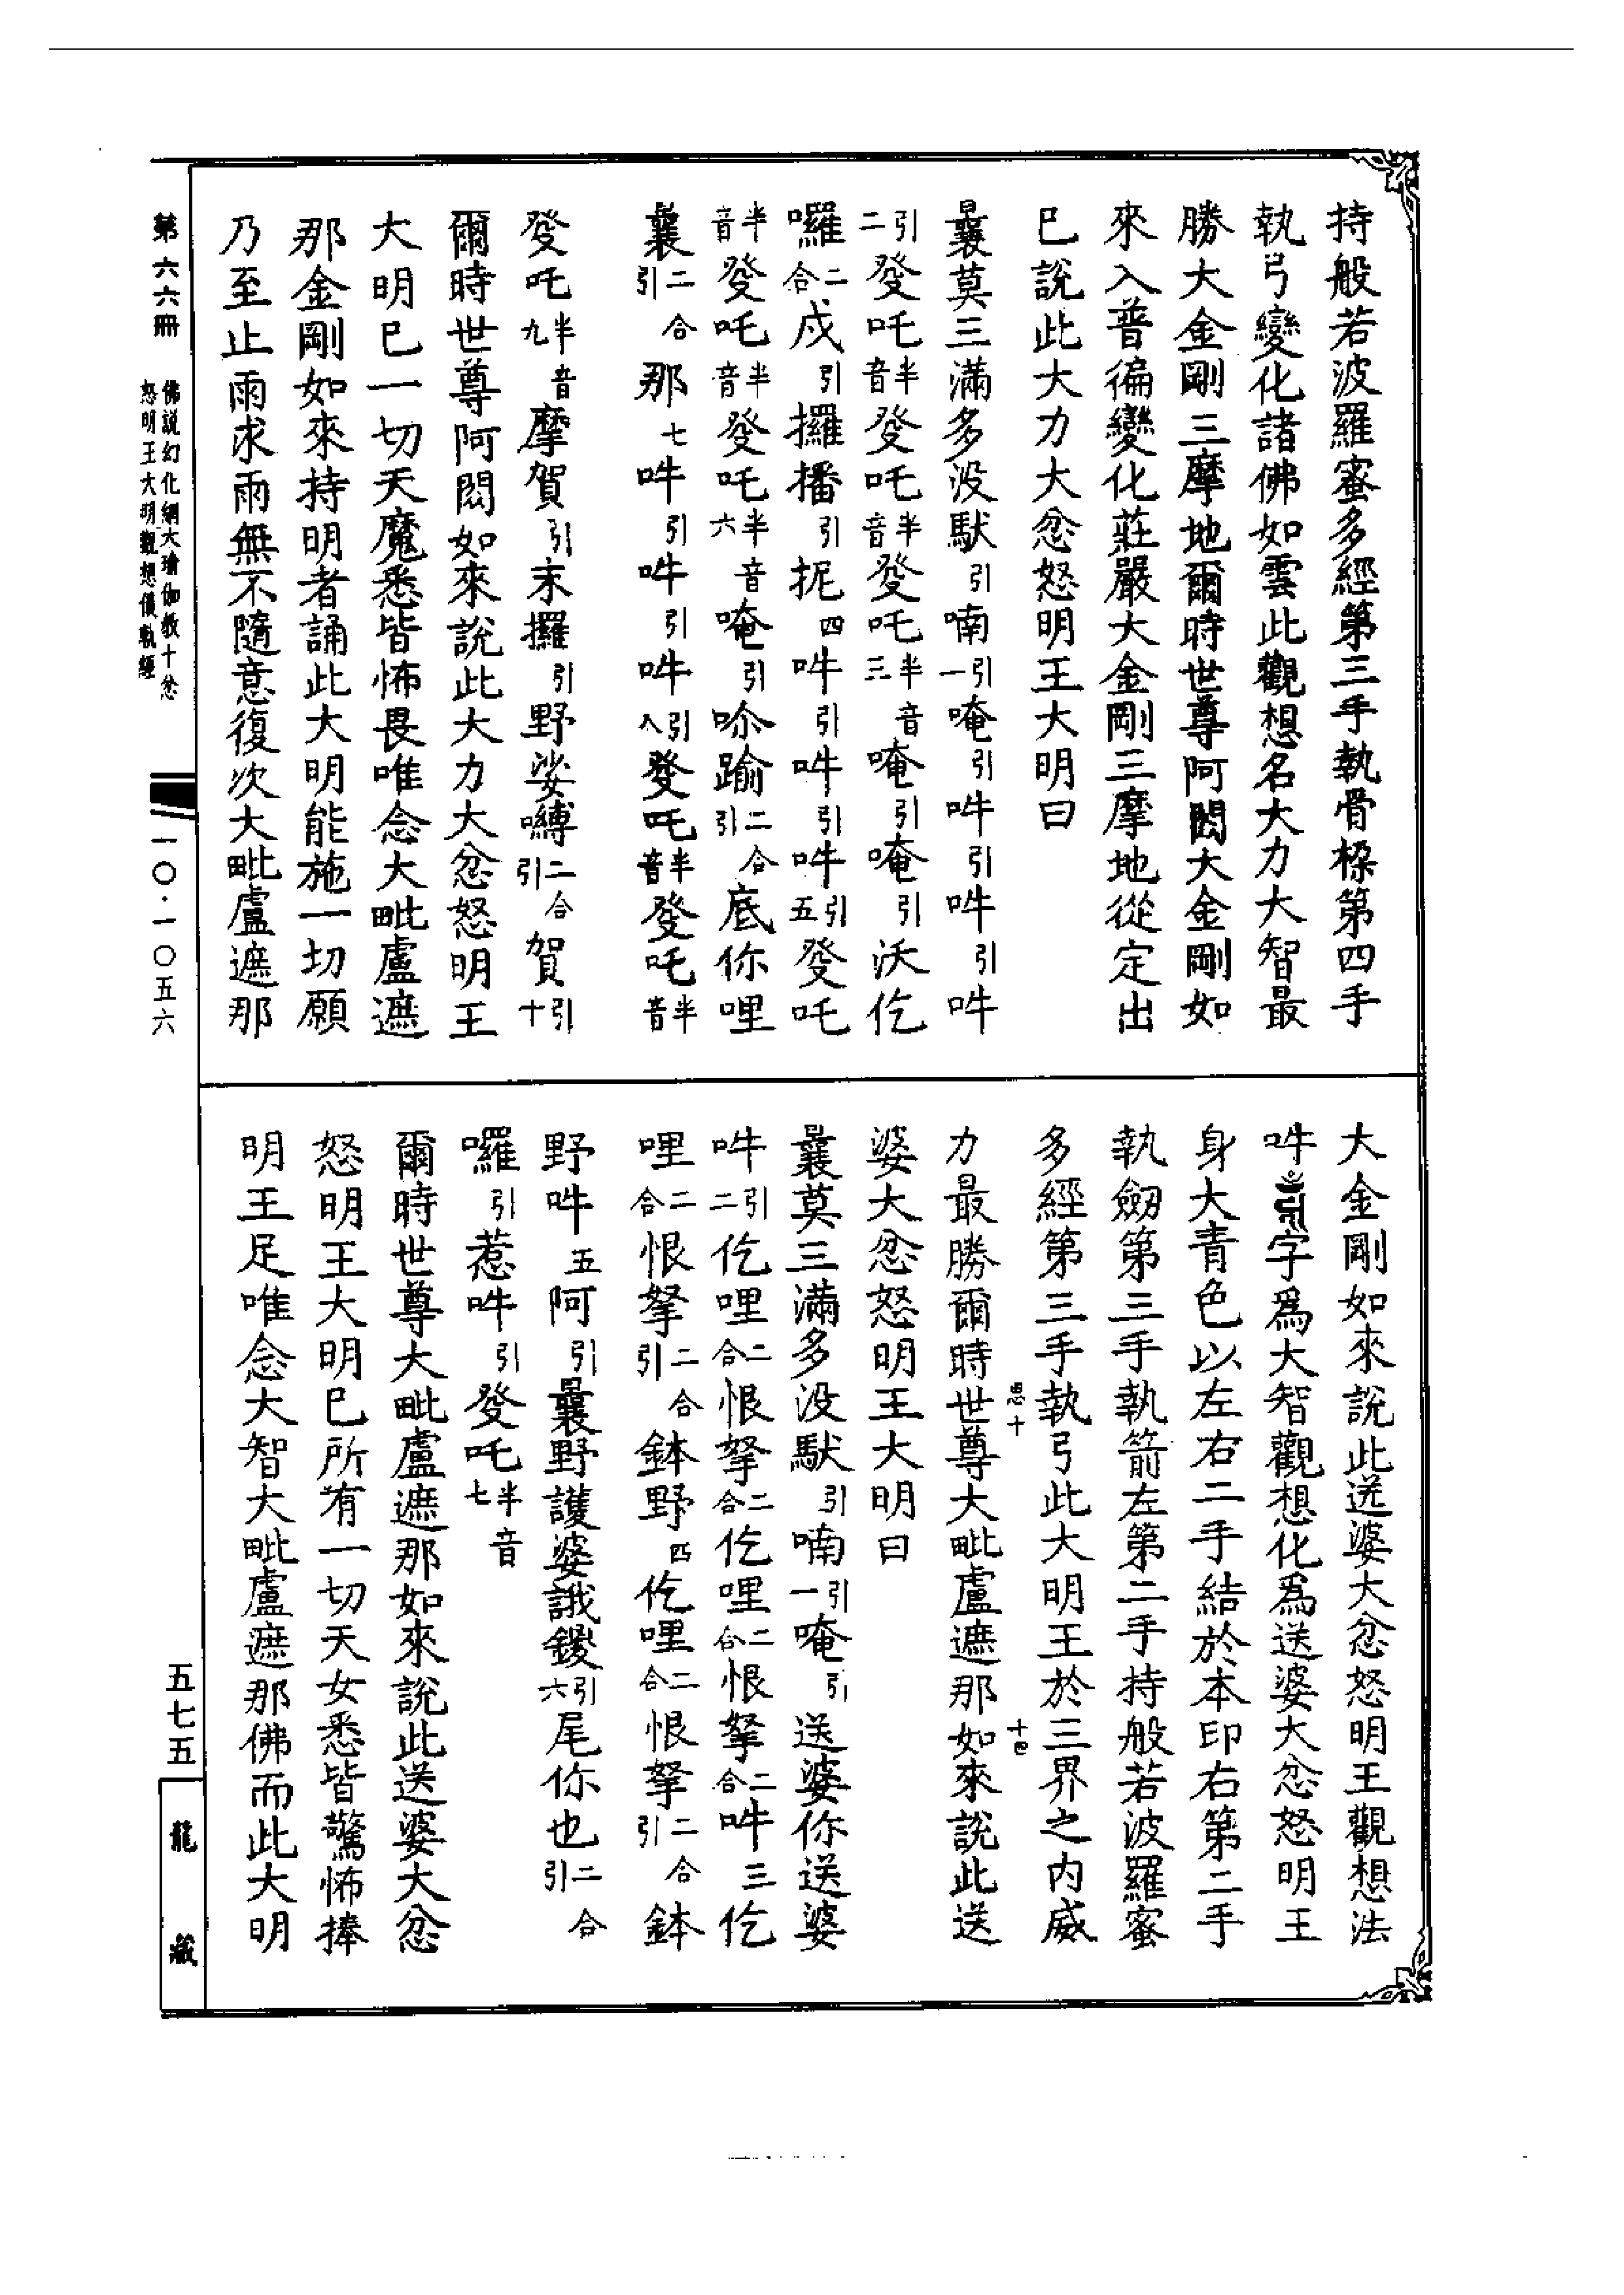 持般若波羅蜜多經第三手執骨櫱第四手
執弓變化諸佛如雲此觀想名大力大智最
勝大金剛三摩地爾時世尊阿閦大金剛如
來入普徧變化莊嚴大金剛三摩地從定出
已說此大力大忿怒明王大明曰
曩莫三滿多沒馱引喃引一唵引吽引吽引吽
引二發吒半音發吒半音發吒半音三唵引唵引沃仡
囉二合戍引攞播引抳四吽引吽引吽引五發吒
半音發吒半音發吒半音六唵引㘕踰二合引底你哩
曩二合引那七吽引吽引吽引八發吒半音發吒半音
發吒半音九摩賀引末攞引野娑嚩二合引賀引十
爾時世尊阿閦如來說此大力大忿怒明王
大明已一切天魔悉皆怖畏唯念大毗盧遮
那金剛如來持明者誦此大明能施一切願
乃至止雨求雨無不隨意復次大毗盧遮那
大金剛如來說此送婆大忿怒明王觀想法
吽字爲大智觀想化爲送婆大忿怒明王
身大青色以左右二手結於本印右第二手
執劒第三手執箭左第二手持般若波羅蜜
多經第三手執弓此大明王於三界之內威
力最勝爾時世尊大毗盧遮那如來說此送
婆大忿怒明王大明曰
曩莫三滿多沒馱引喃引一唵引送婆你送婆
吽引二仡哩二合恨拏二合仡哩二合恨拏二合吽三仡
哩二合恨拏二合引鉢野四仡哩二合恨拏二合引鉢
野吽五阿引曩野護婆誐鑁引六尾你也二合引
囉引惹吽引發吒半音七
爾時世尊大毗盧遮那如來說此送婆大忿
怒明王大明已所有一切天女悉皆驚怖捧
明王足唯念大智大毗盧遮那佛而此大明
思十
十四
第六六冊
佛說幻化網大瑜伽教十忿
怒明王大明觀想儀軌經
一〇·一〇五六
五七五
龍藏